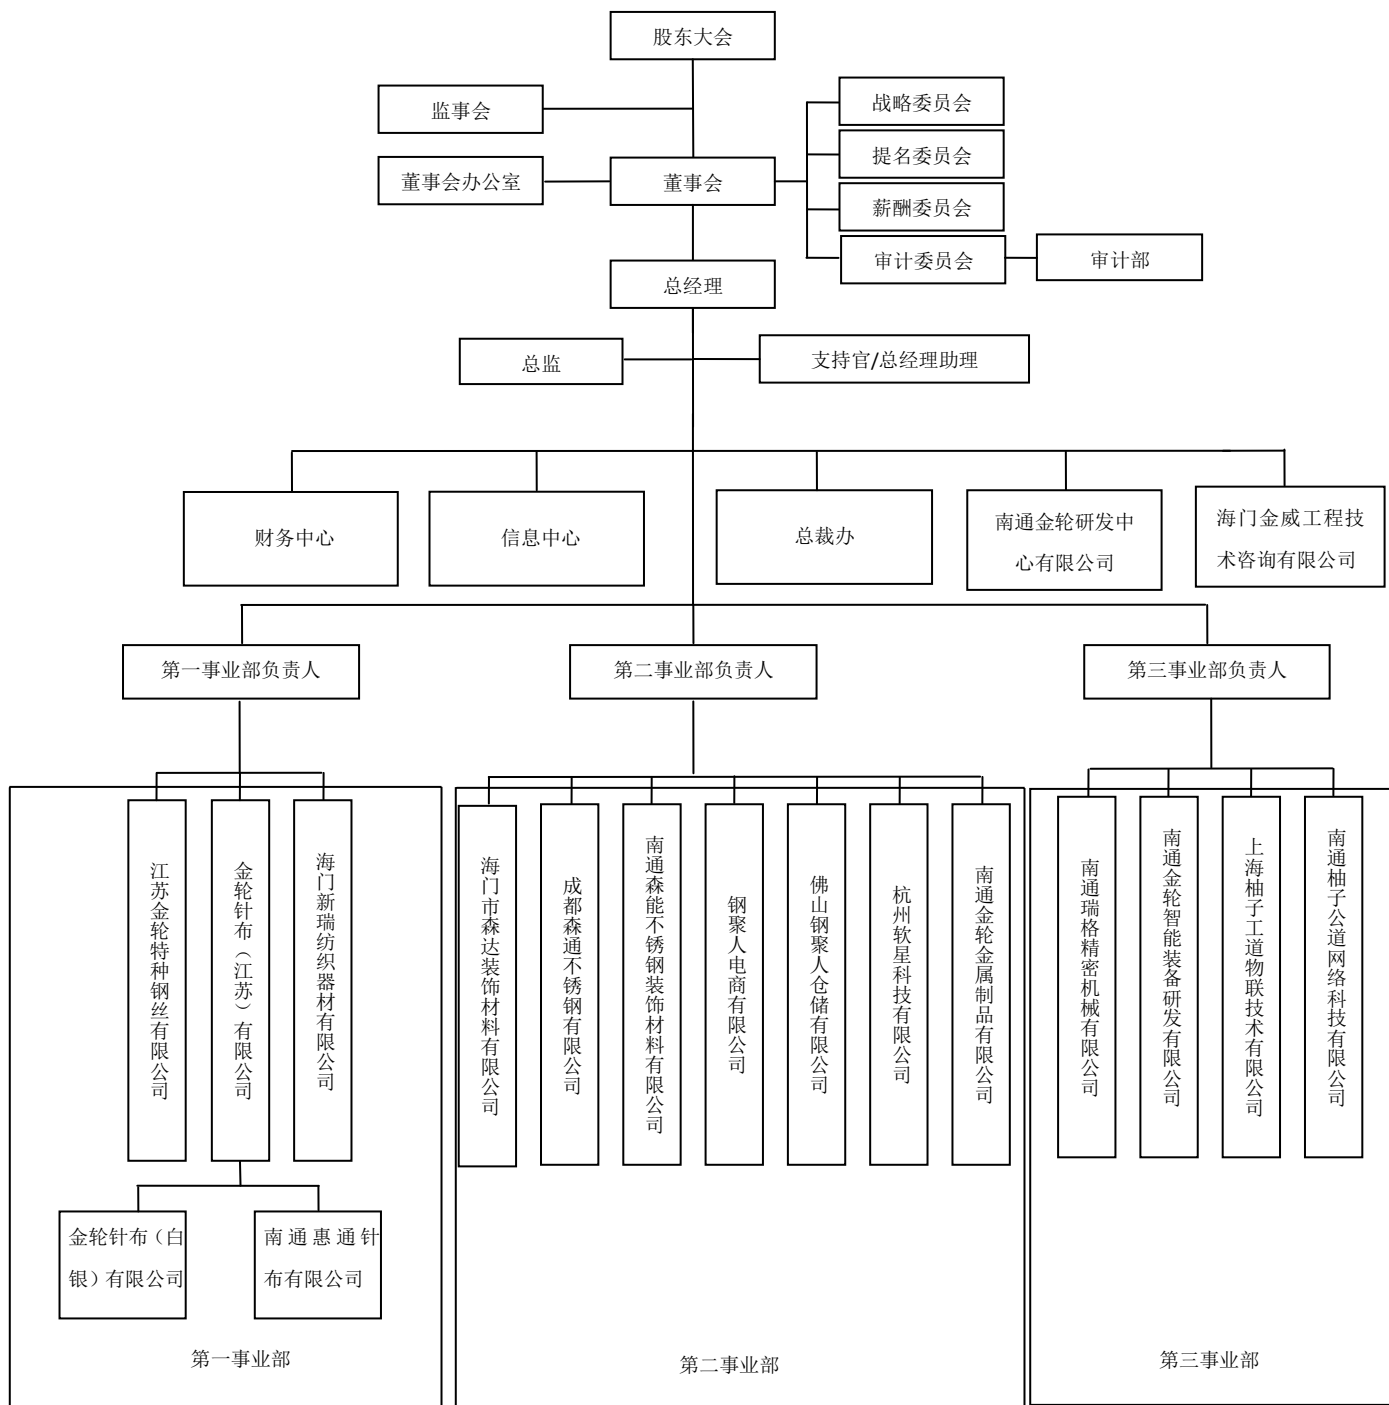 股东大会
监事会
战略委员会
提名委员会
董事会办公室
董事会
薪酬委员会
审计委员会
审计部
总经理
总监
支持官/总经理助理
财务中心
信息中心
总裁办
南通金轮研发中
心有限公司
海门金威工程技
术咨询有限公司
第一事业部负责人
第二事业部负责人
第三事业部负责人
江苏金轮特种钢丝有限公司
金轮针布（江苏）有限公司
海门新瑞纺织器材有限公司
海门市森达装饰材料有限公司
成都森通不锈钢有限公司
南通森能不锈钢装饰材料有限公司
钢聚人电商有限公司
佛山钢聚人仓储有限公司
杭州软星科技有限公司
南通金轮金属制品有限公司
南通瑞格精密机械有限公司
南通金轮智能装备研发有限公司
上海柚子工道物联技术有限公司
南通柚子公道网络科技有限公司
金轮针布（白
银）有限公司
南通惠通针
布有限公司
第一事业部
第二事业部
第三事业部